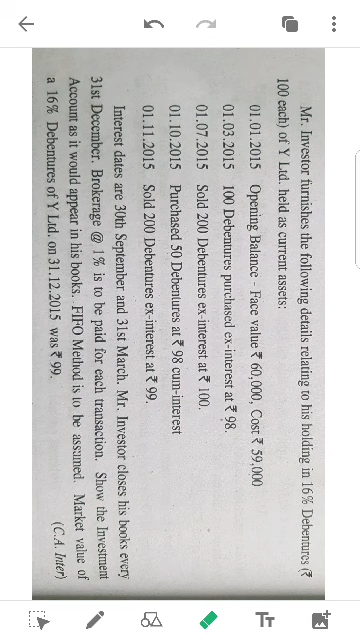 Mr. Investor furnishes the following details relating to his holding in 16% Debentures (₹
100 each) of Y Ltd. held as current assets:
01.01.2015 Opening Balance - Face value ₹ 60,000, Cost ₹ 59,000
01.03.2015 100 Debentures purchased ex-interest at ₹ 98.
01.07.2015 Sold 200 Debentures ex-interest at ₹ 100.
01.10.2015 Purchased 50 Debentures at ₹ 98 cum-interest
01.11.2015 Sold 200 Debentures ex-interest at ₹ 99.
Interest dates are 30th September and 31st March. Mr. Investor closes his books every
31st December. Brokerage @ 1% is to be paid for each transaction. Show the Investment
Account as it would appear in his books. FIFO Method is to be assumed. Market value of
a 16% Debentures of Y Ltd. on 31.12.2015 was ₹ 99.
(C.A. Inter)
TT